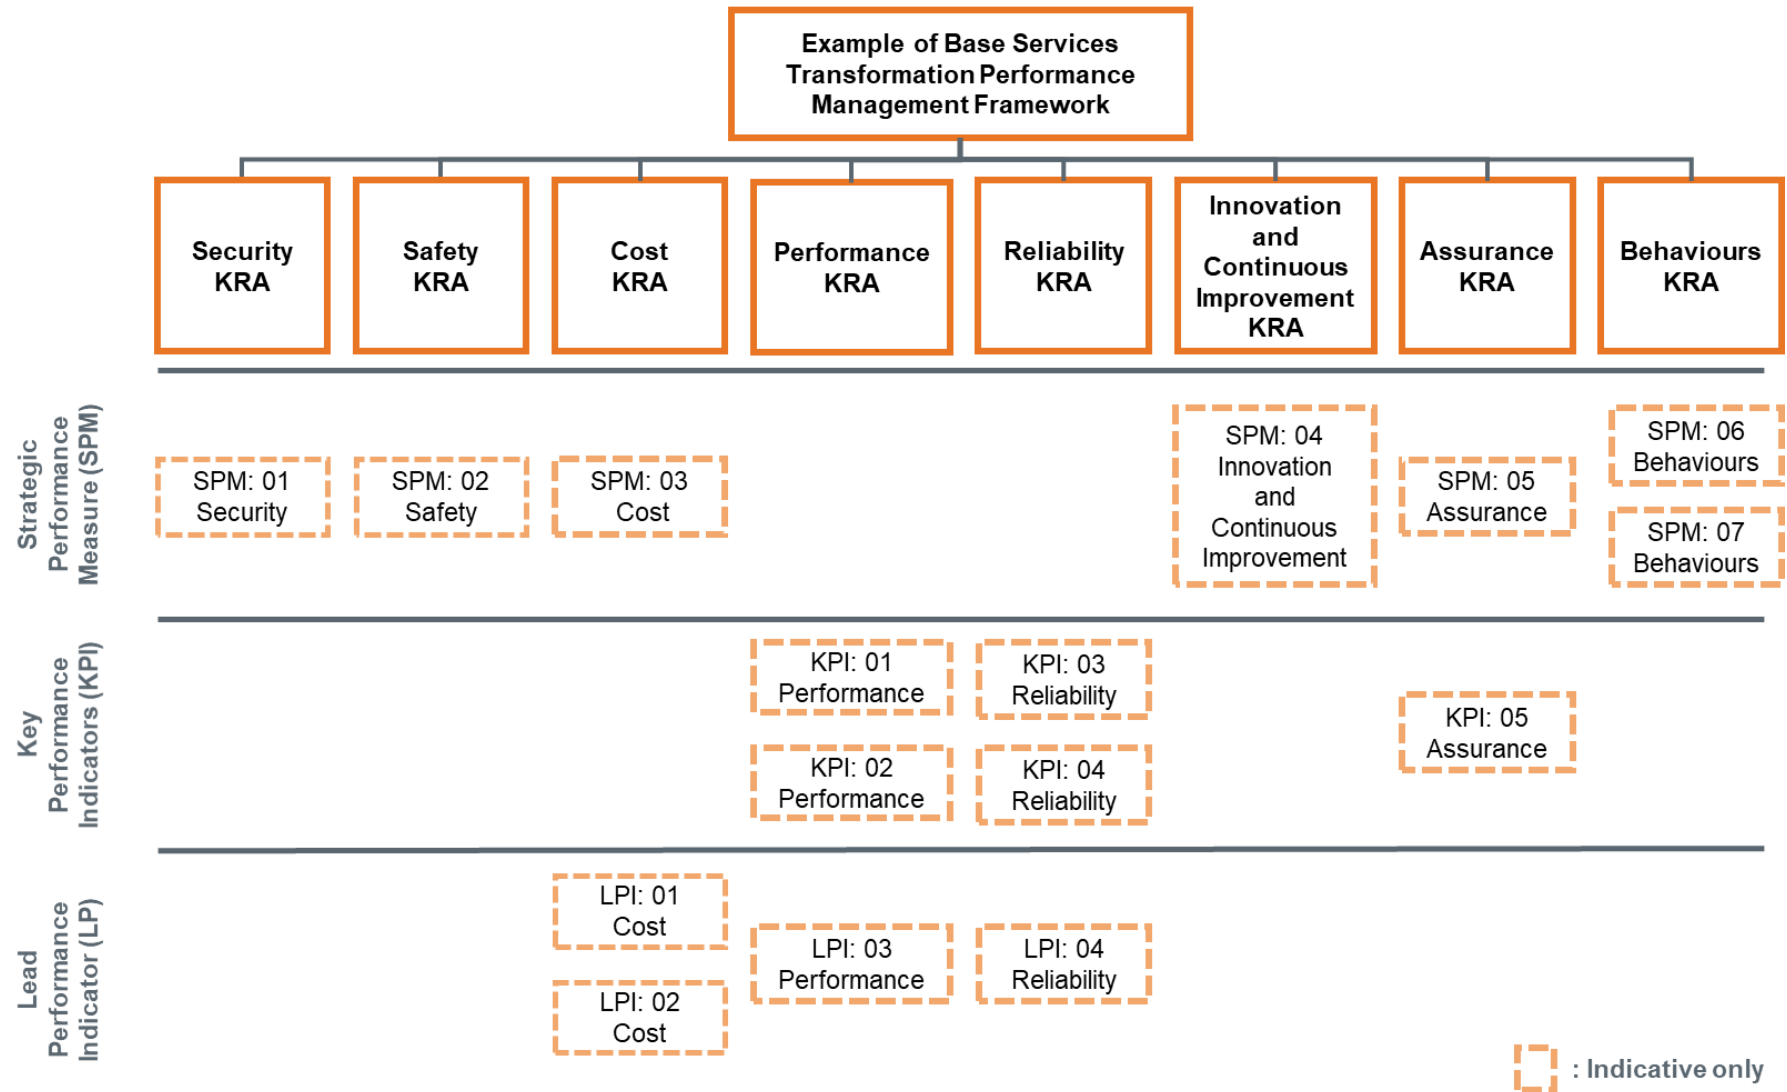 Example of Base Services
Transformation Performance
Management Framework
Security
KRA
Safety
KRA
Cost
KRA
Performance
KRA
Reliability
KRA
Innovation
and
Continuous
Improvement
KRA
Assurance
KRA
Behaviours
KRA
Strategic
Performance
Measure (SPM)
SPM: 01
Security
SPM: 02
Safety
SPM: 03
Cost
SPM: 04
Innovation
and
Continuous
Improvement
SPM: 05
Assurance
SPM: 06
Behaviours
SPM: 07
Behaviours
Key
Performance
Indicators (KPI)
KPI: 01
Performance
KPI: 02
Performance
KPI: 03
Reliability
KPI: 04
Reliability
KPI: 05
Assurance
Lead
Performance
Indicator (LP)
LPI: 01
Cost
LPI: 02
Cost
LPI: 03
Performance
LPI: 04
Reliability
: Indicative only